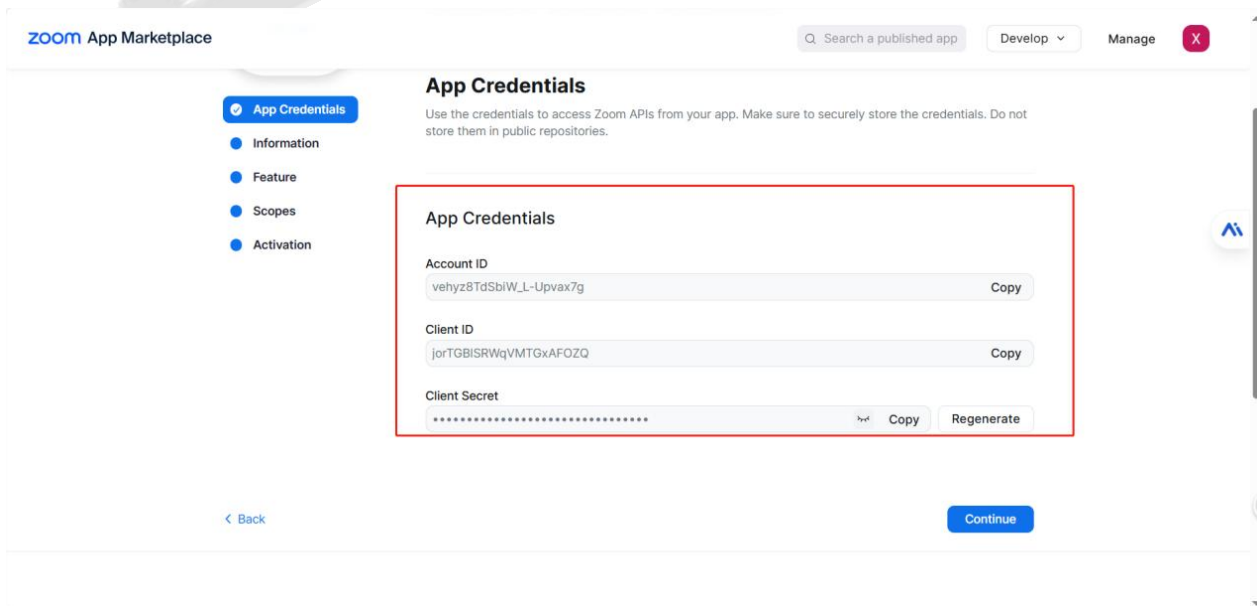 zoom App Marketplace
Search a published app
Develop
Manage
X
App Credentials
Information
Feature
Scopes
Activation
App Credentials
Use the credentials to access Zoom APIs from your app. Make sure to securely store the credentials. Do not
store them in public repositories.
App Credentials
Account ID
vehyz8TdSbiW_L-Upvax7g
Copy
Client ID
jorTGBlSRWqVMTGxAFOZQ
Copy
Client Secret
••••••••••••••••••••••••••••••••
Copy
Regenerate
Back
Continue